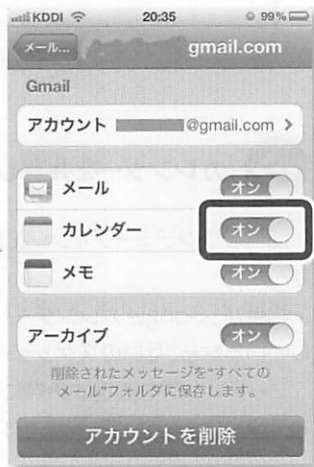 KDDI 20:35 99%
メール... gmail.com
Gmail
アカウント @gmail.com
メール オン
カレンダー オン
メモ オン
アーカイブ オン
削除されたメッセージを"すべての
メール"フォルダに保存します。
アカウントを削除